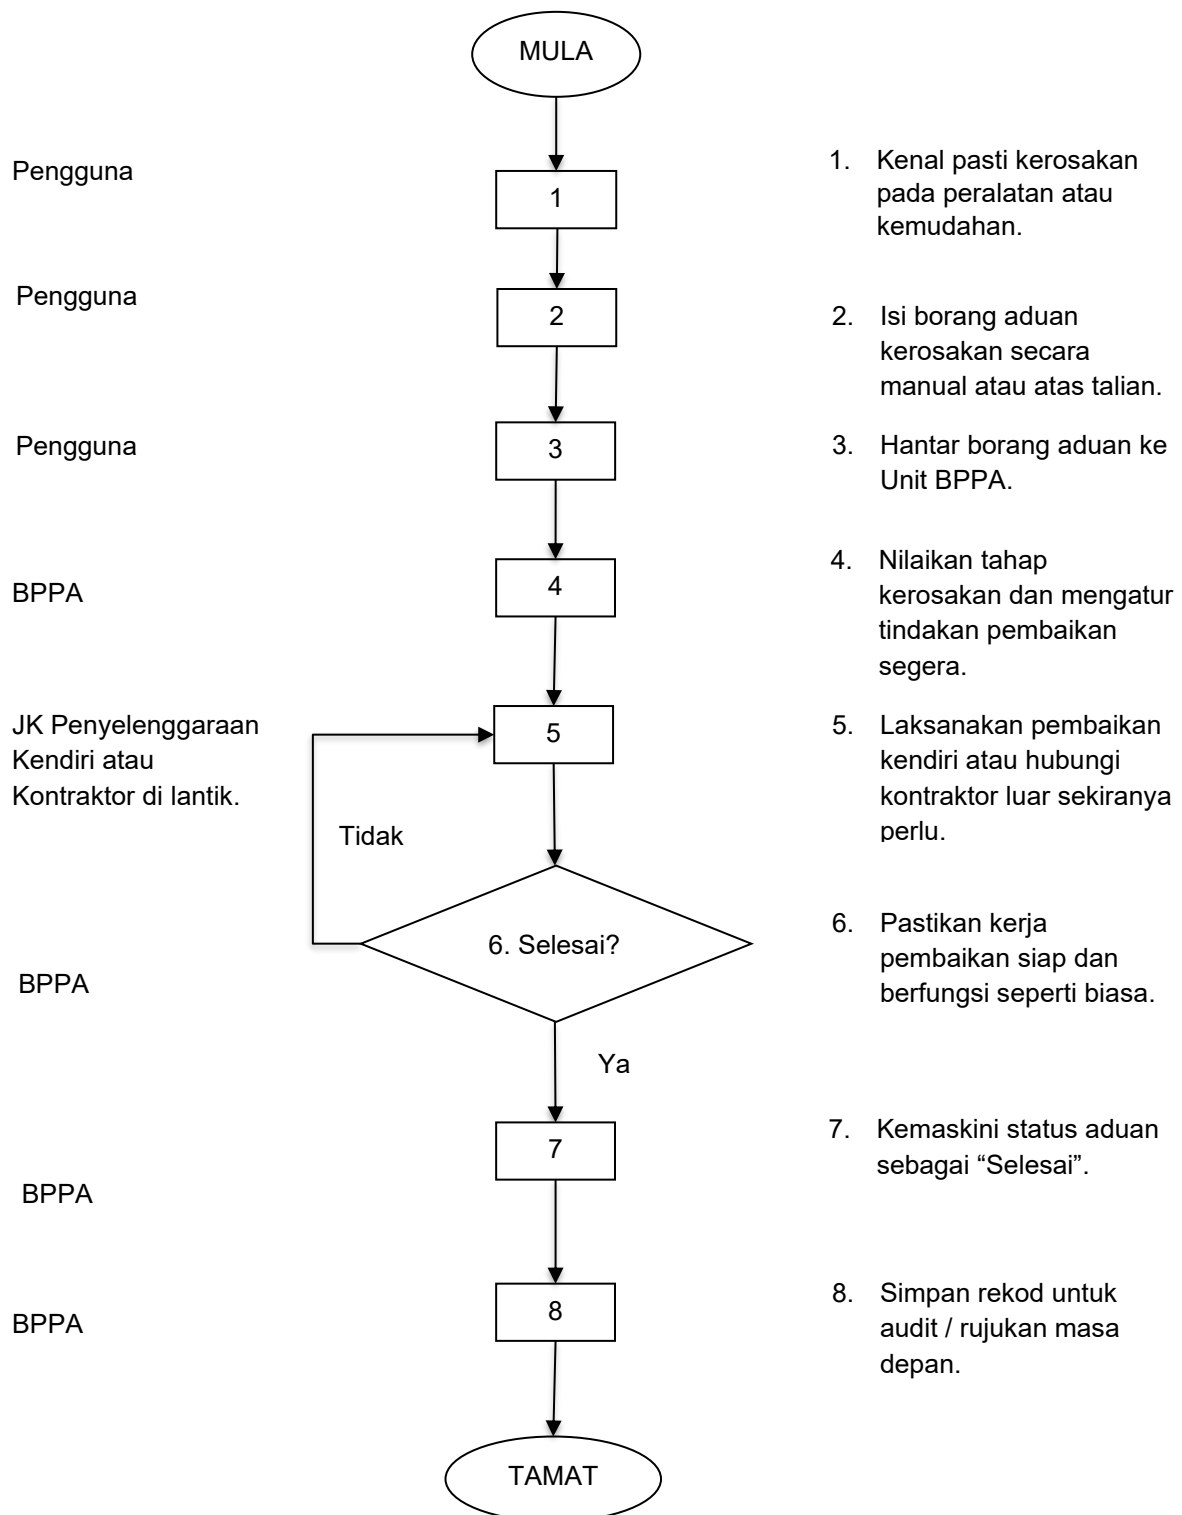 MULA
Pengguna
1
1. Kenal pasti kerosakan
pada peralatan atau
kemudahan.
Pengguna
2
2. Isi borang aduan
kerosakan secara
manual atau atas talian.
Pengguna
3
3. Hantar borang aduan ke
Unit BPPA.
BPPA
4
4. Nilaikan tahap
kerosakan dan mengatur
tindakan pembaikan
segera.
JK Penyelenggaraan
Kendiri atau
Kontraktor di lantik.
5
5. Laksanakan pembaikan
kendiri atau hubungi
kontraktor luar sekiranya
perlu.
Tidak
BPPA
6. Selesai?
6. Pastikan kerja
pembaikan siap dan
berfungsi seperti biasa.
Ya
BPPA
7
7. Kemaskini status aduan
sebagai “Selesai”.
BPPA
8
8. Simpan rekod untuk
audit / rujukan masa
depan.
TAMAT